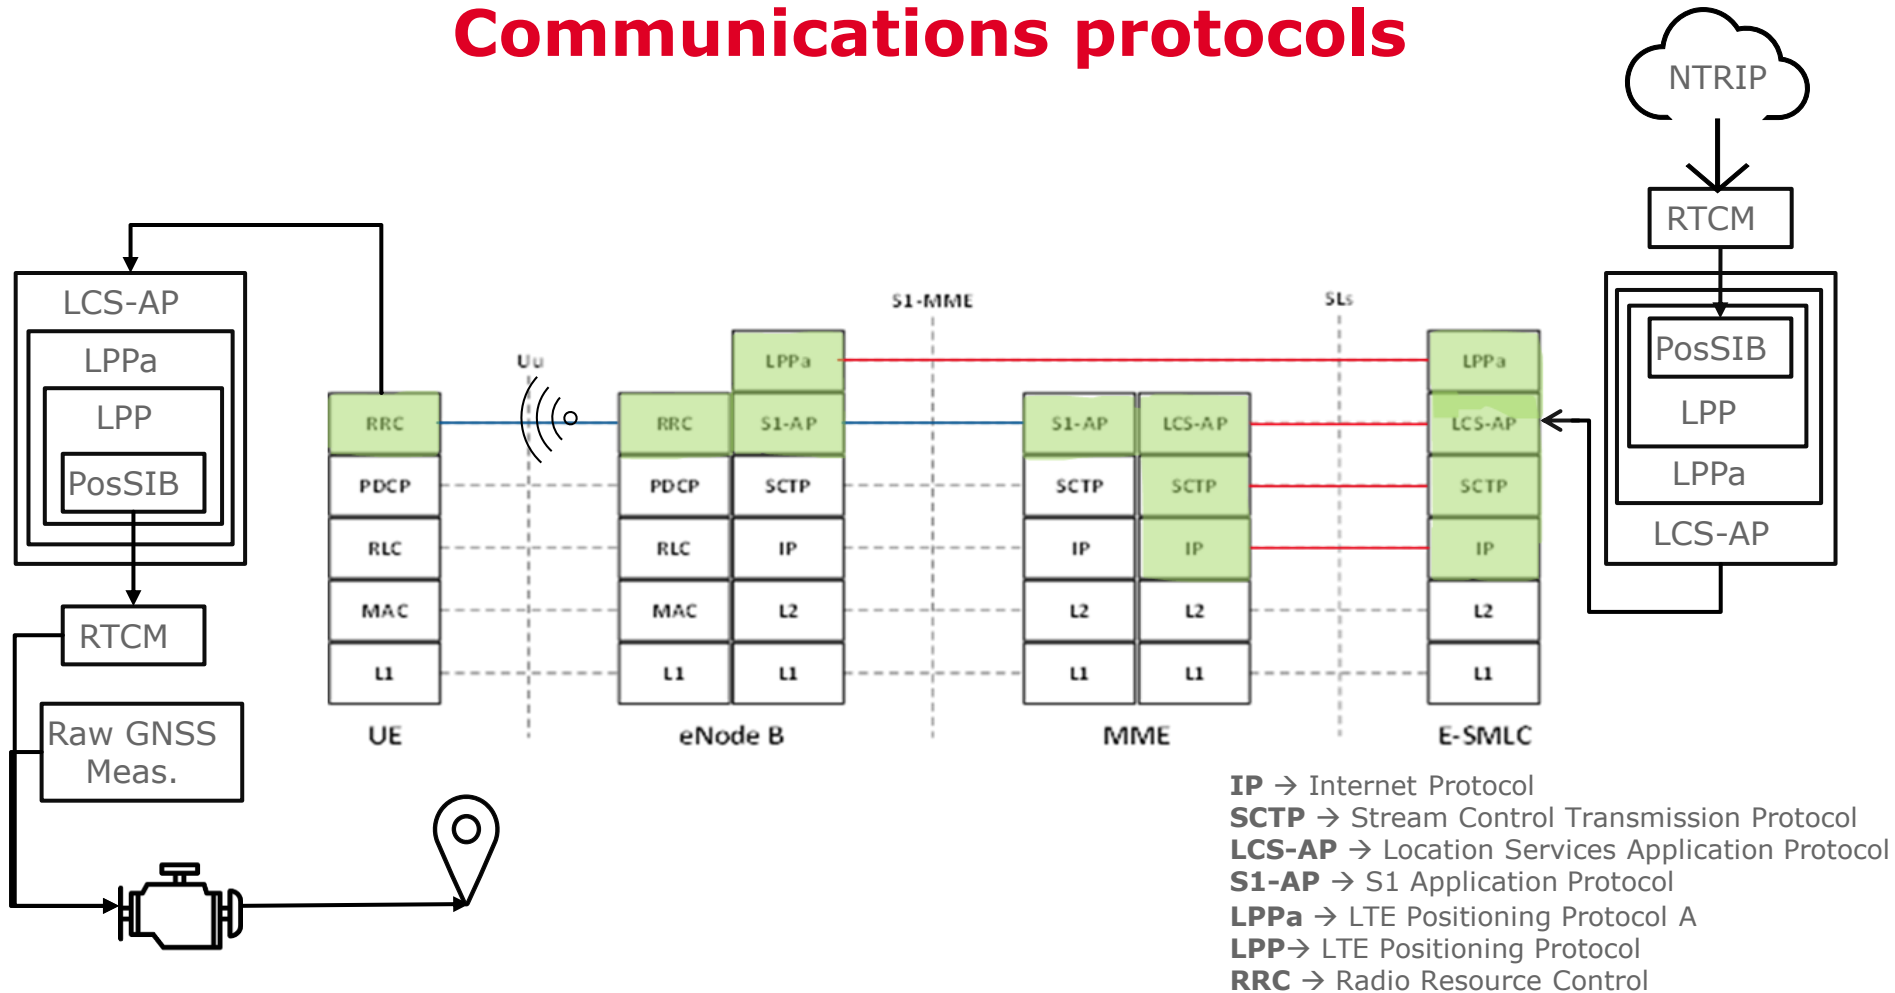 Communications protocols
NTRIP
RTCM
PosSIB
LPP
LPPa
LCS-AP
LCS-AP
LPPa
LPP
PosSIB
RTCM
Raw GNSS
Meas.
Uu
S1-MME
SLs
LPPa LPPa
RRC RRC S1-AP S1-AP LCS-AP LCS-AP
PDCP PDCP SCTP SCTP SCTP SCTP
RLC RLC IP IP IP IP
MAC MAC L2 L2 L2 L2
L1 L1 L1 L1 L1 L1
UE eNode B MME E-SMLC
IP → Internet Protocol
SCTP → Stream Control Transmission Protocol
LCS-AP → Location Services Application Protocol
S1-AP → S1 Application Protocol
LPPa → LTE Positioning Protocol A
LPP→ LTE Positioning Protocol
RRC → Radio Resource Control